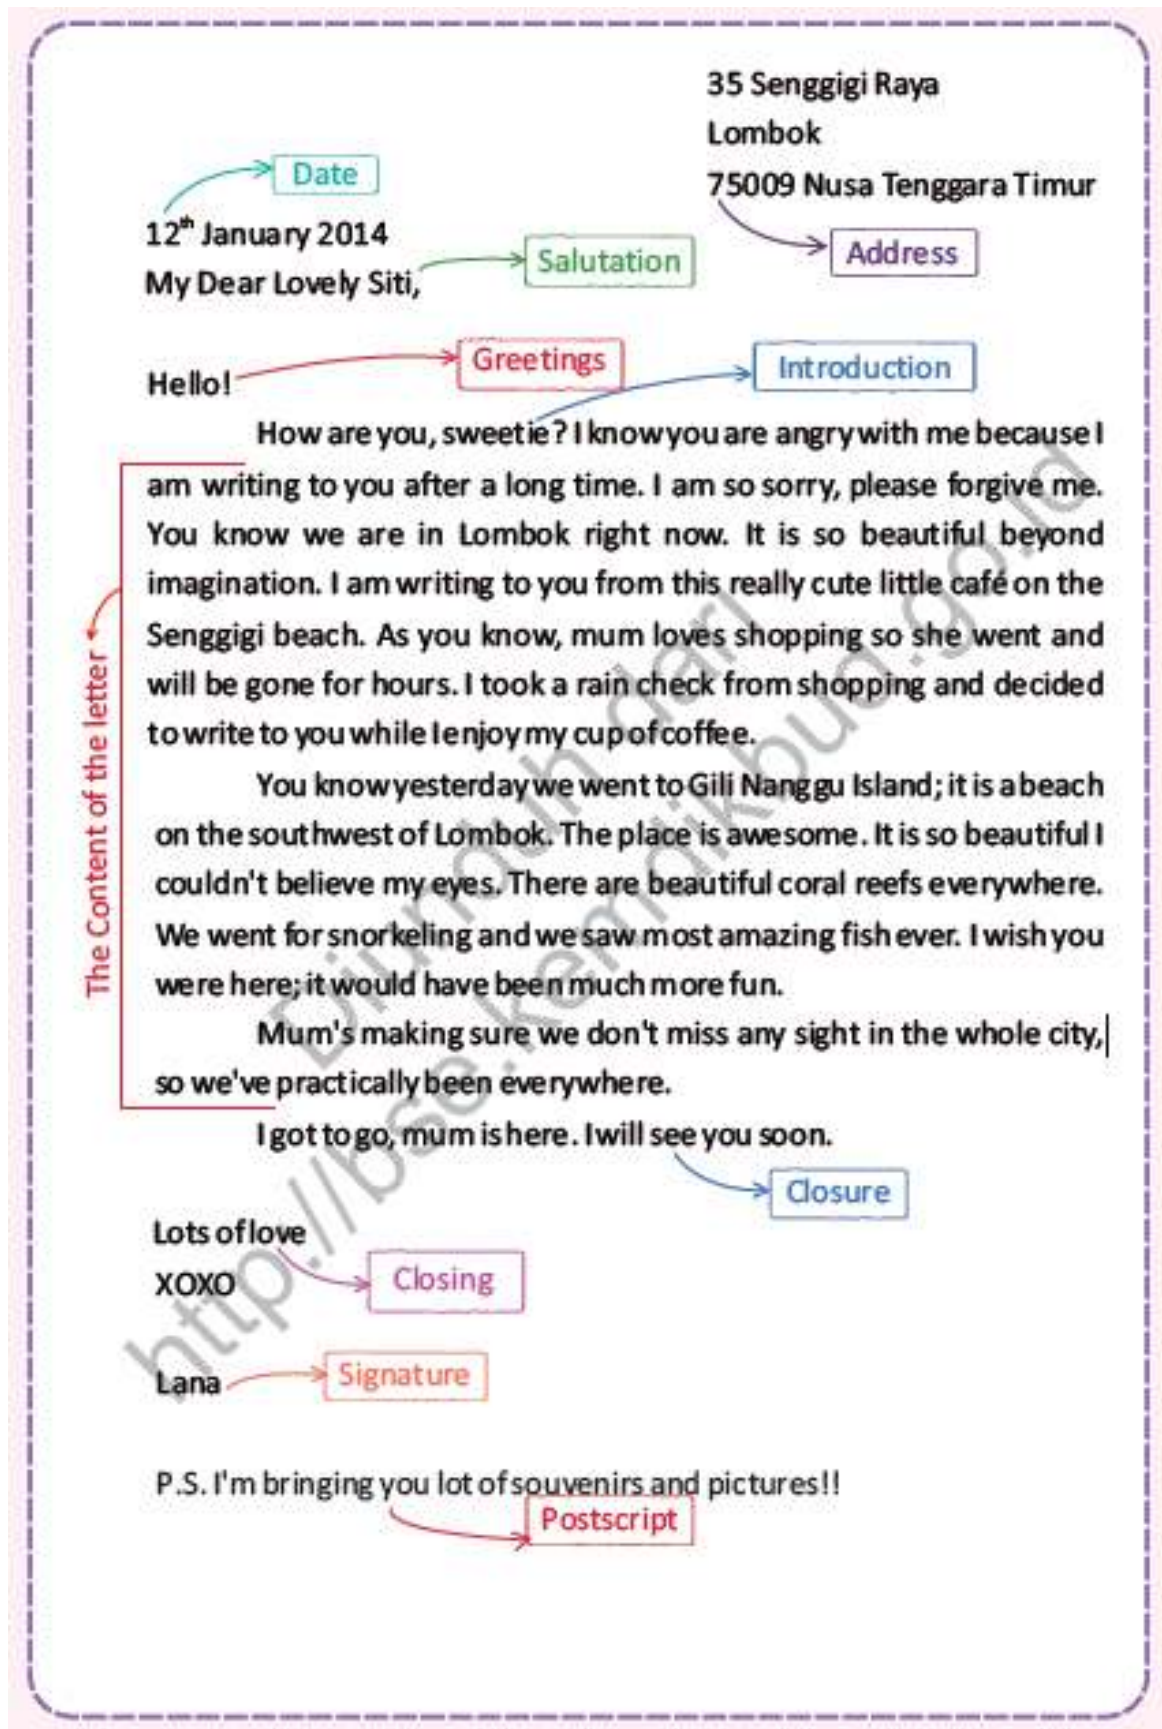 35 Senggigi Raya
Lombok
75009 Nusa Tenggara Timur
Address
Date
12th January 2014
Salutation
My Dear Lovely Siti,
Greetings
Hello!
Introduction
How are you, sweetie? I know you are angry with me because I
am writing to you after a long time. I am so sorry, please forgive me.
You know we are in Lombok right now. It is so beautiful beyond
imagination. I am writing to you from this really cute little café on the
Senggigi beach. As you know, mum loves shopping so she went and
will be gone for hours. I took a rain check from shopping and decided
to write to you while I enjoy my cup of coffee.
You know yesterday we went to Gili Nanggu Island; it is a beach
on the southwest of Lombok. The place is awesome. It is so beautiful I
couldn't believe my eyes. There are beautiful coral reefs everywhere.
We went for snorkeling and we saw most amazing fish ever. I wish you
were here; it would have been much more fun.
Mum's making sure we don't miss any sight in the whole city,
so we've practically been everywhere.
The Content of the letter
I got to go, mum is here. I will see you soon.
Closure
Lots of love
XOXO
Closing
Lana
Signature
P.S. I'm bringing you lot of souvenirs and pictures!!
Postscript
Diunduh dari
http://bse.kemdikbud.go.id